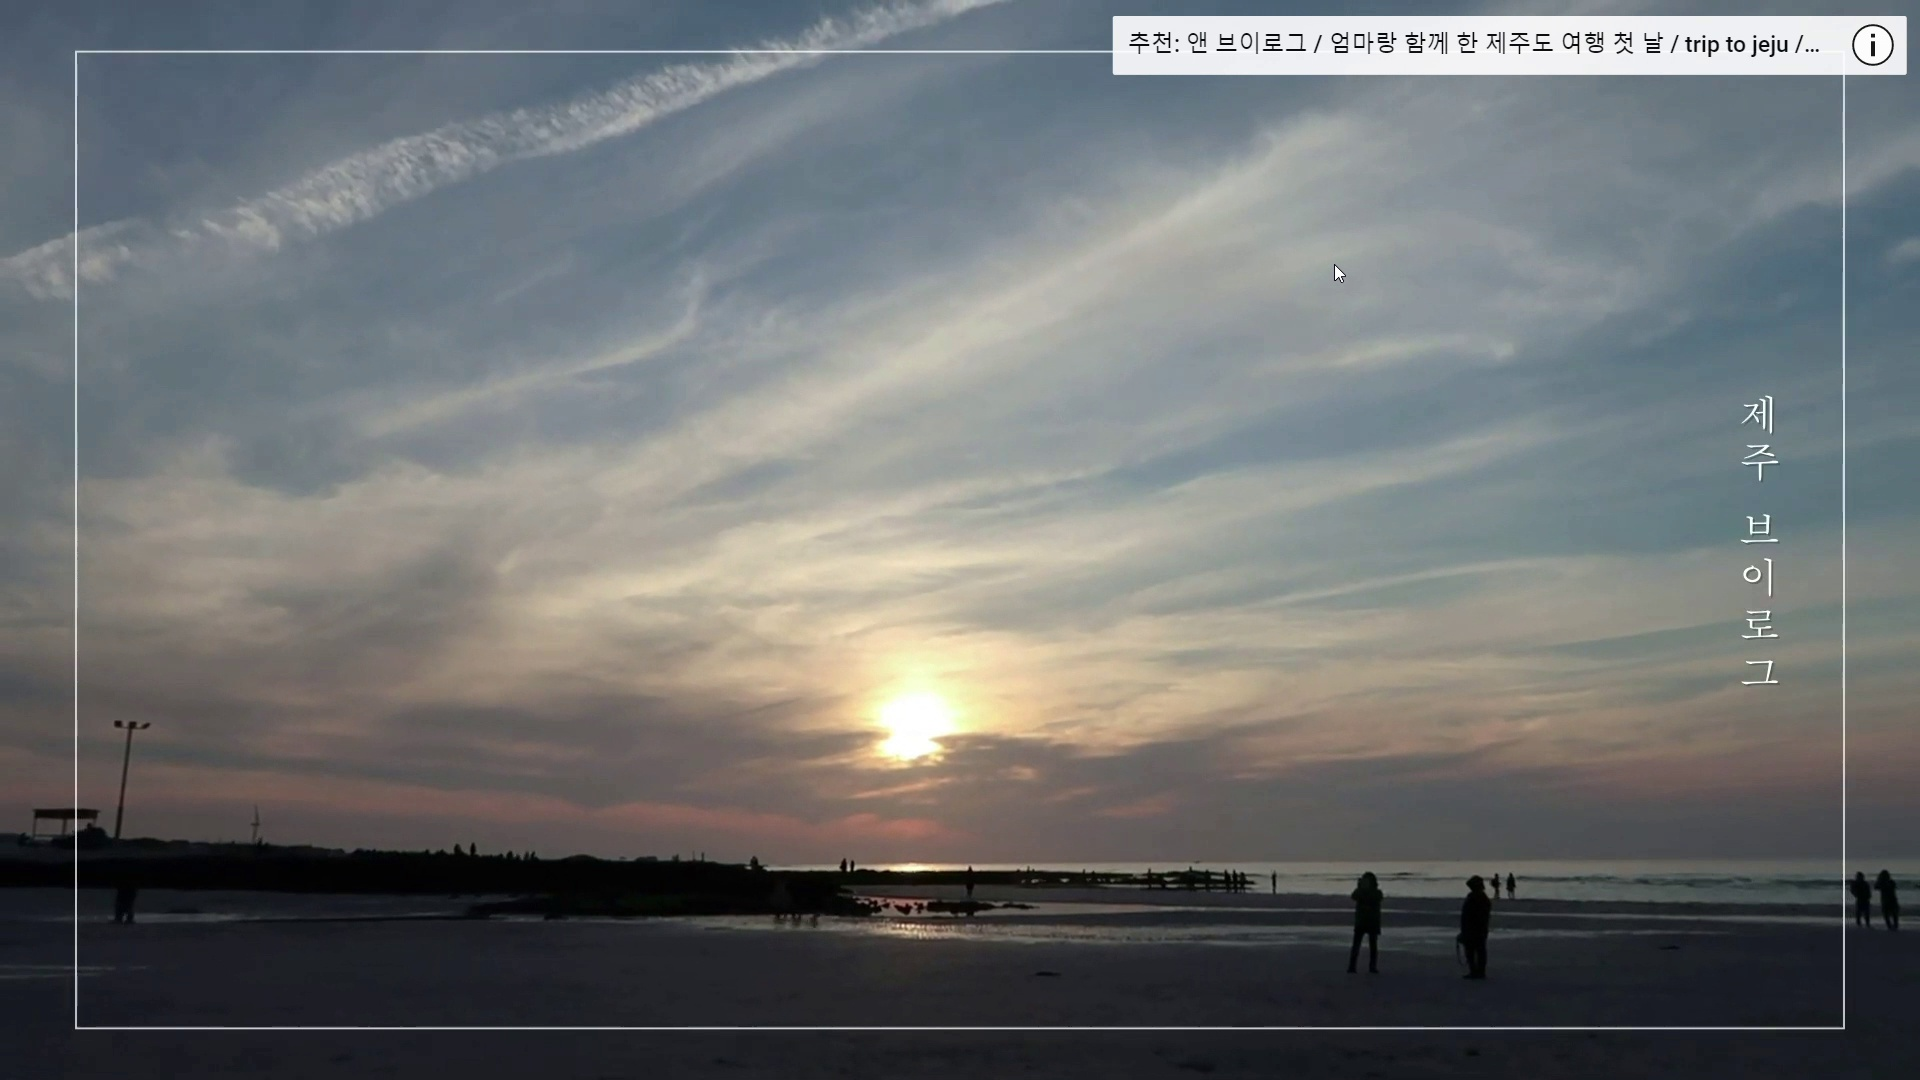 추천: 앤 브이로그 / 엄마랑 함께 한 제주도 여행 첫 날 / trip to jeju /...
제주 브이로그